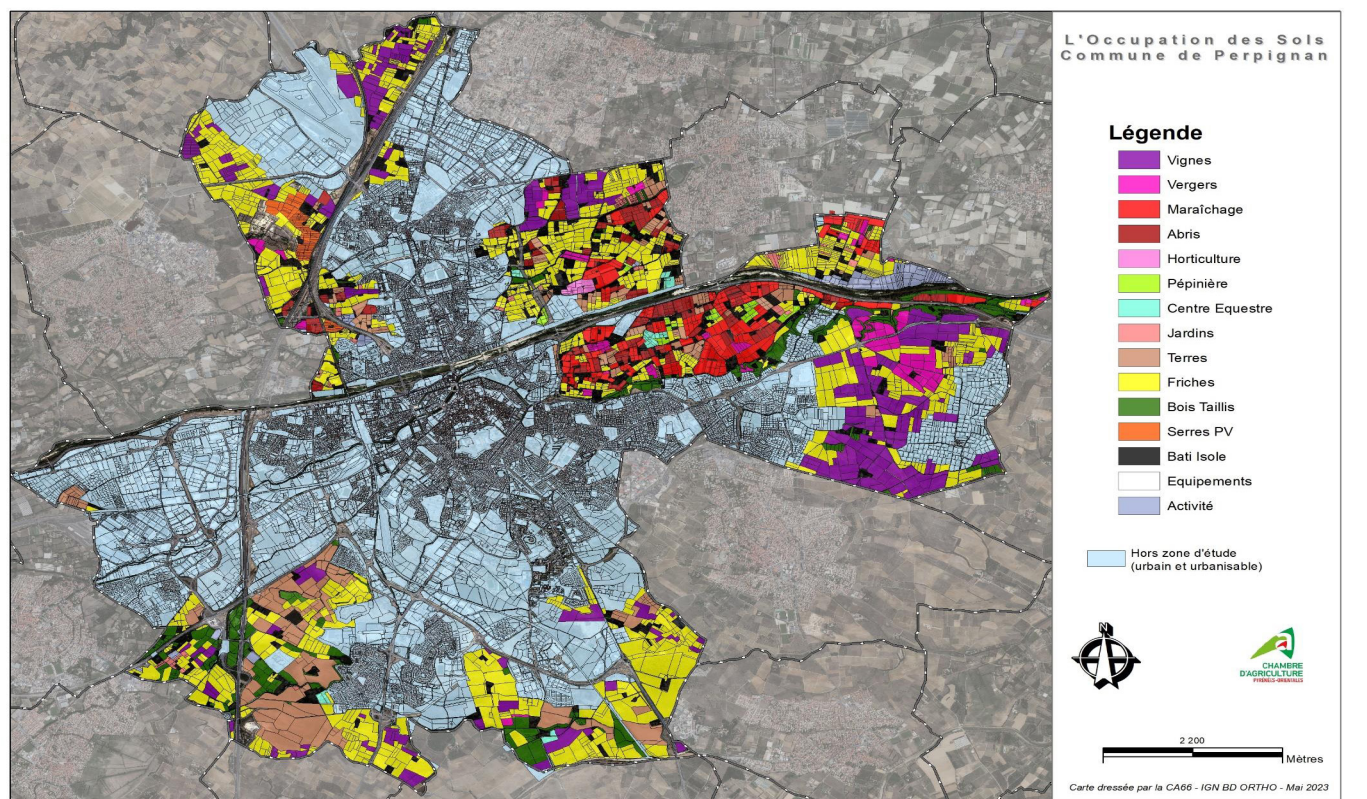 L'Occupation des Sols
Commune de Perpignan
Légende
Vignes
Vergers
Maraîchage
Abris
Horticulture
Pépinière
Centre Equestre
Jardins
Terres
Friches
Bois Taillis
Serres PV
Bati Isole
Equipements
Activité
Hors zone d'étude
(urbain et urbanisable)
N
CHAMBRE
D'AGRICULTURE
PYRÉNÉES-ORIENTALES
2 200
Mètres
Carte dressée par la CA66 - IGN BD ORTHO - Mai 2023